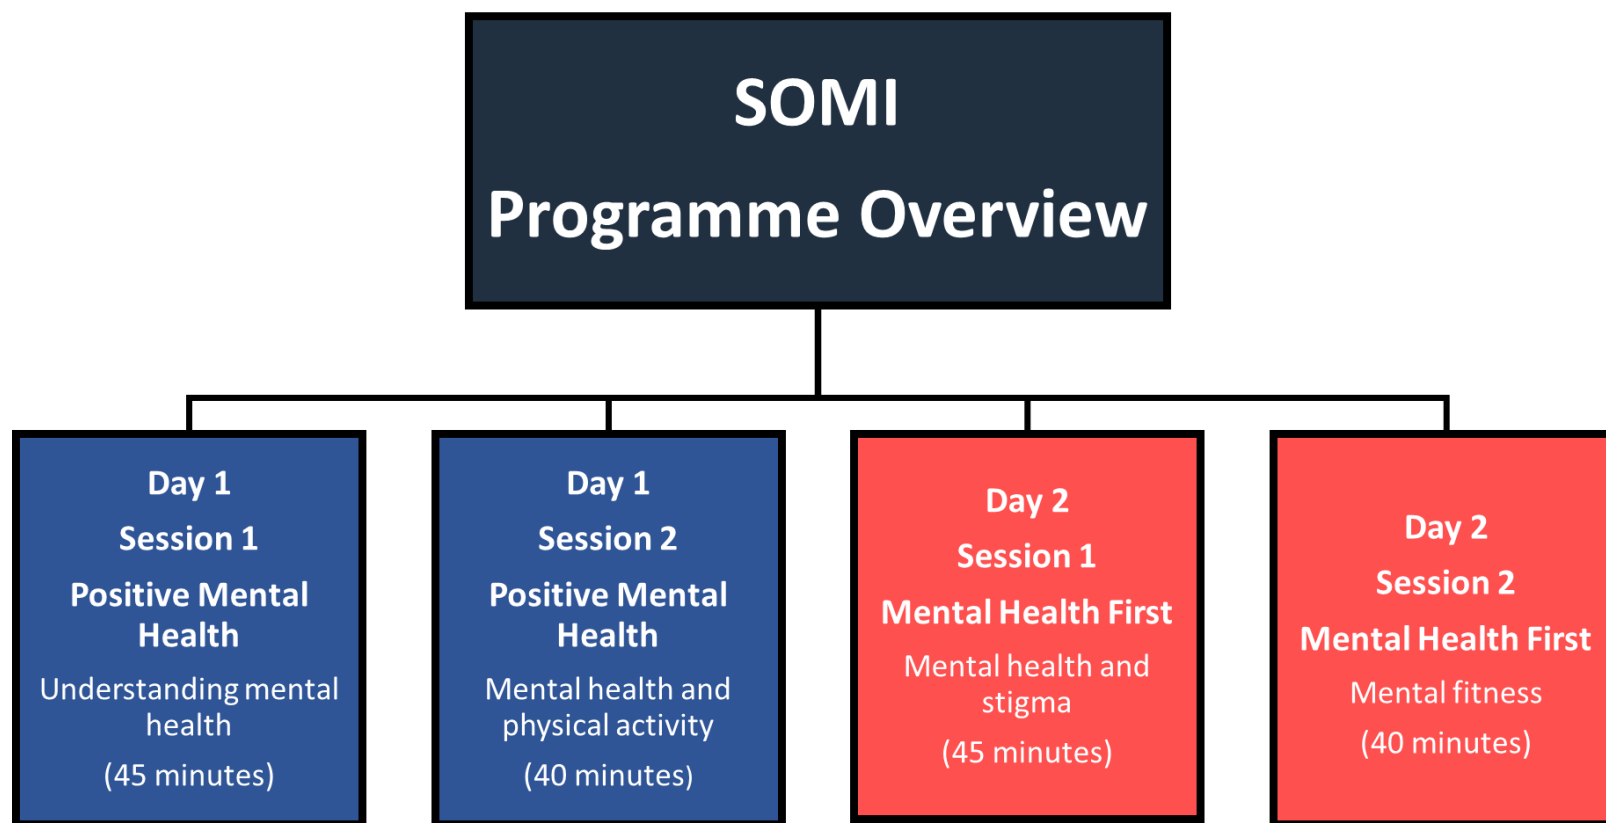 SOMI
Programme Overview
Day 1
Session 1
Positive Mental
Health
Understanding mental
health
(45 minutes)
Day 1
Session 2
Positive Mental
Health
Mental health and
physical activity
(40 minutes)
Day 2
Session 1
Mental Health First
Mental health and
stigma
(45 minutes)
Day 2
Session 2
Mental Health First
Mental fitness
(40 minutes)